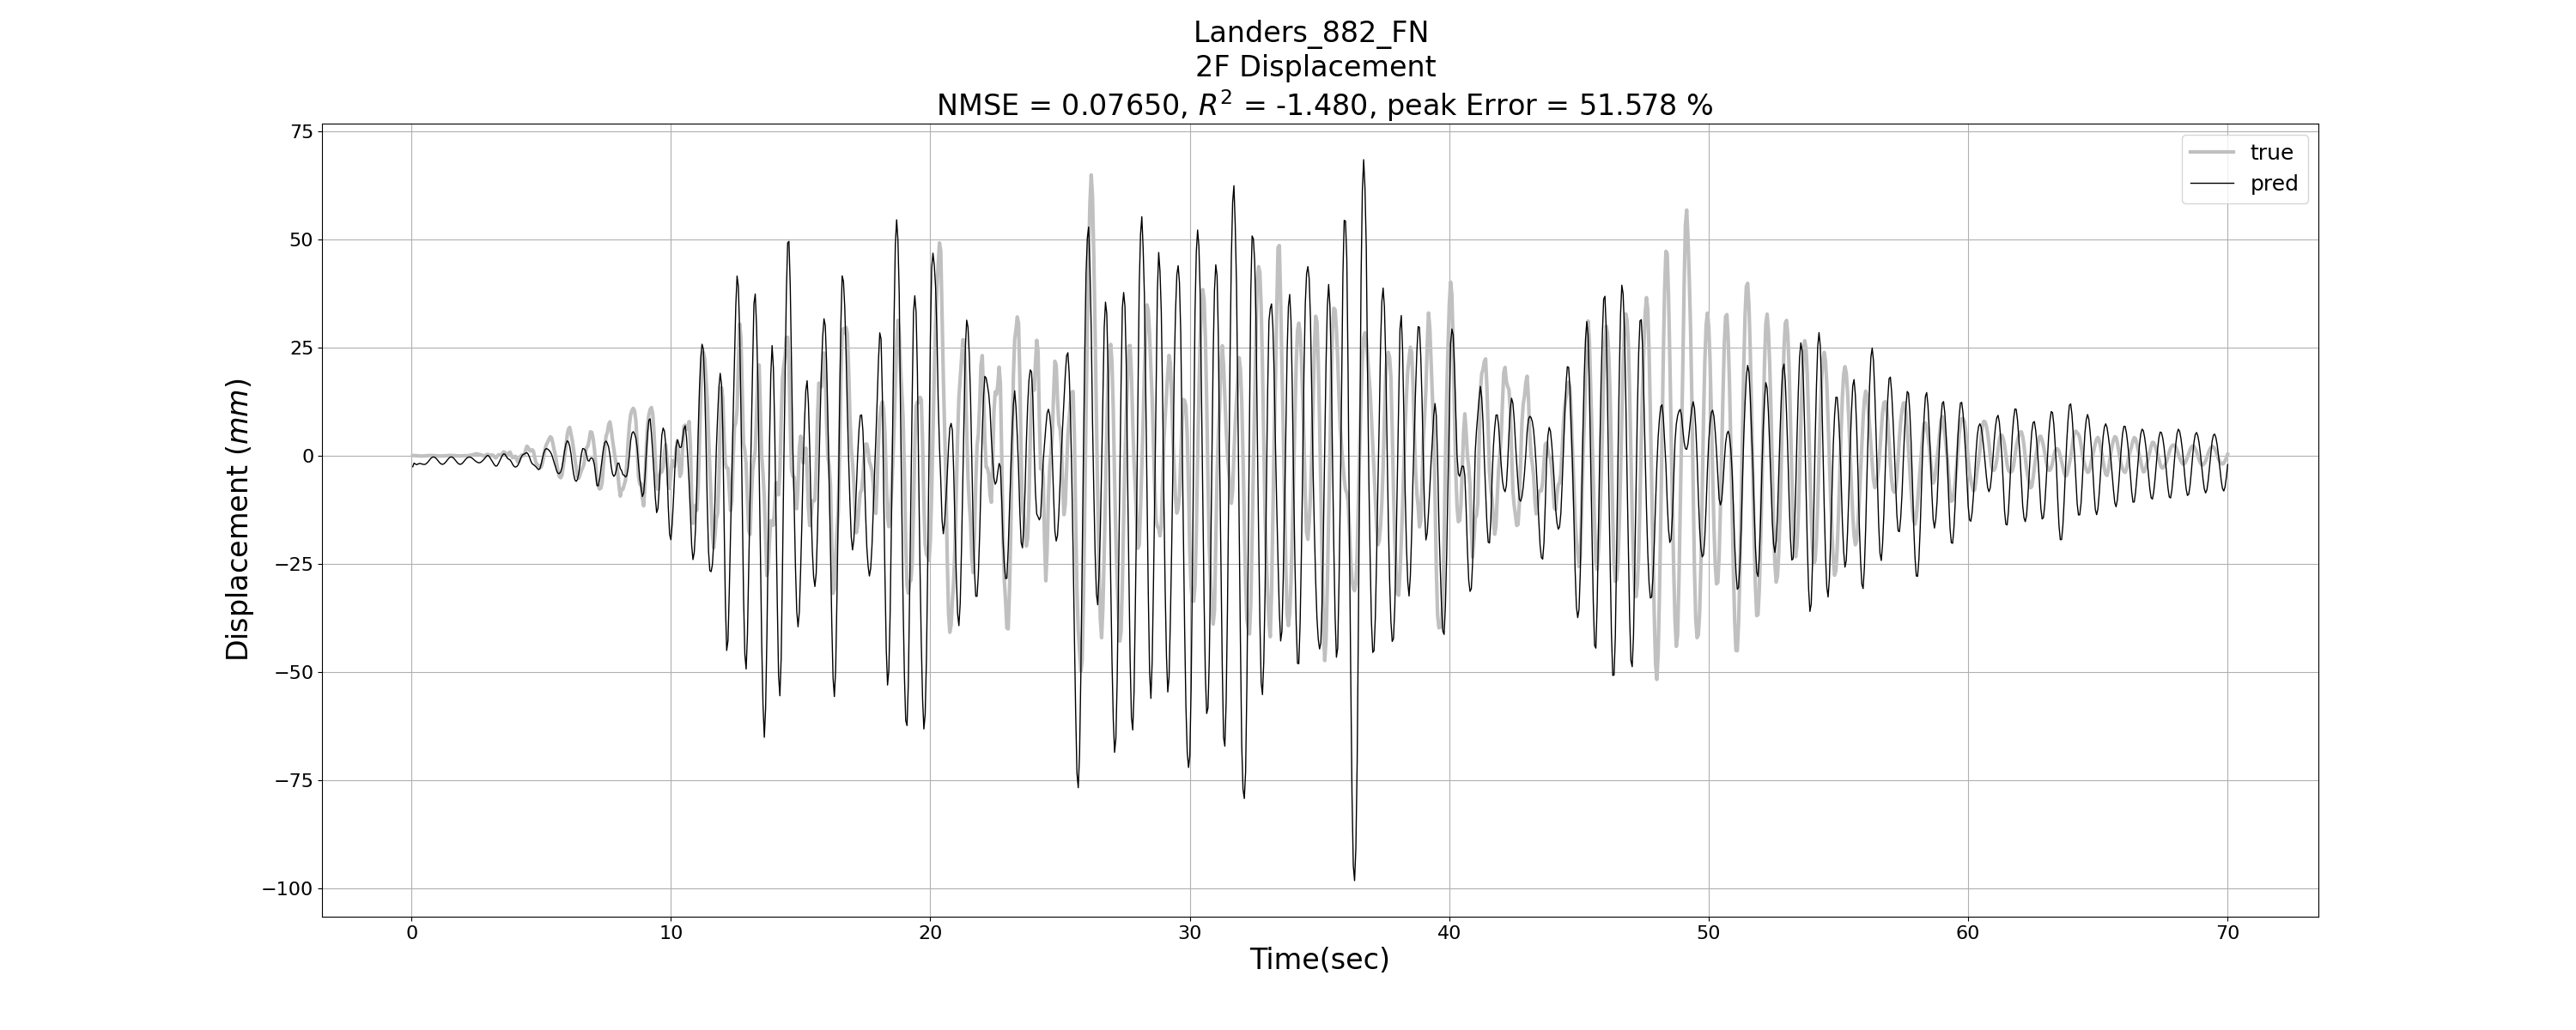 Landers_882_FN
2F Displacement
NMSE = 0.07650, R² = -1.480, peak Error = 51.578 %
true
pred
Displacement (mm)
75
50
25
0
−25
−50
−75
−100
0 10 20 30 40 50 60 70
Time(sec)